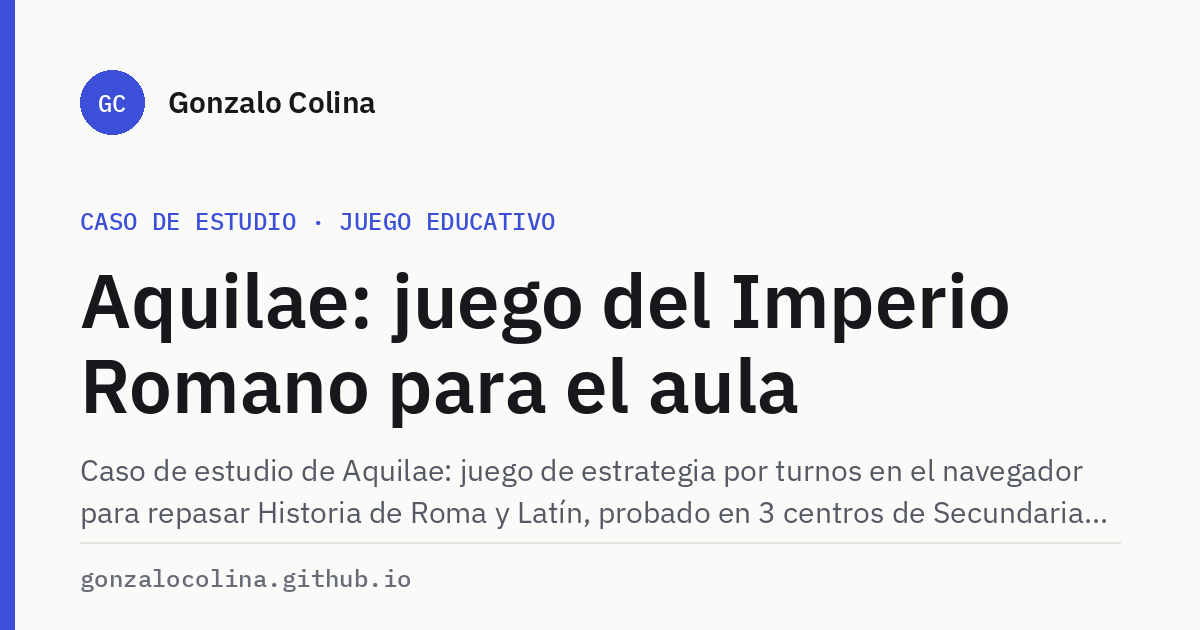 GC
Gonzalo Colina
CASO DE ESTUDIO · JUEGO EDUCATIVO
Aquilae: juego del Imperio
Romano para el aula
Caso de estudio de Aquilae: juego de estrategia por turnos en el navegador
para repasar Historia de Roma y Latín, probado en 3 centros de Secundaria...
gonzalocolina.github.io